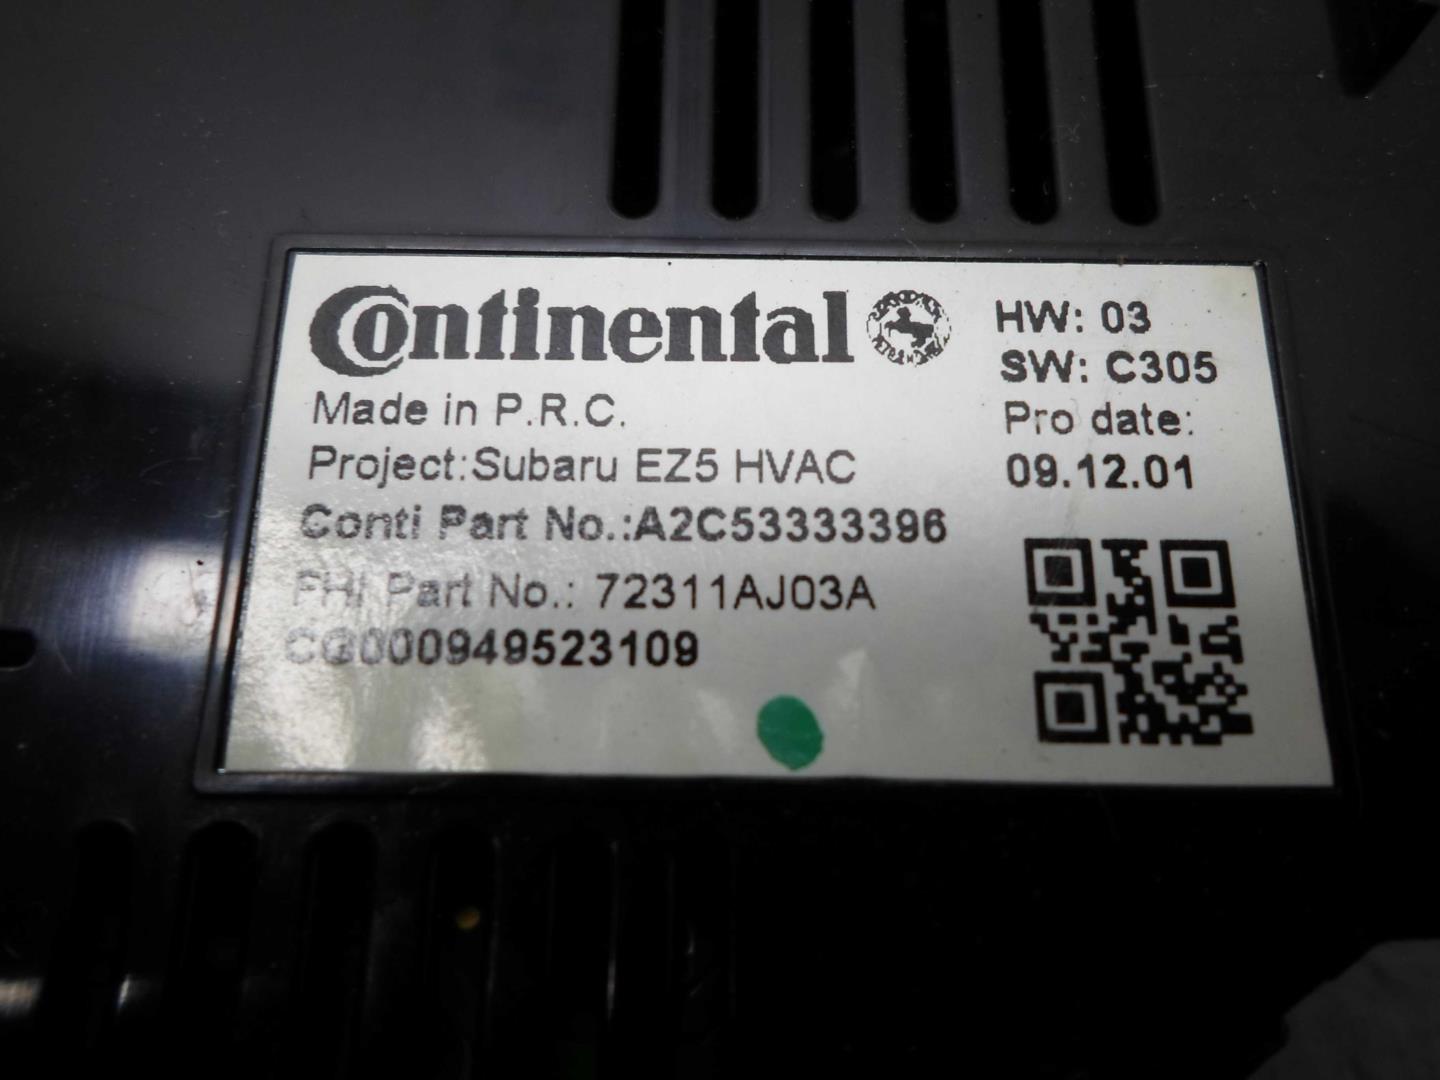 Continental
Made in P.R.C.
Project:Subaru EZ5 HVAC
Conti Part No.:A2C53333396
FHI Part No.: 72311AJ03A
CG000949523109
HW: 03
SW: C305
Pro date:
09.12.01